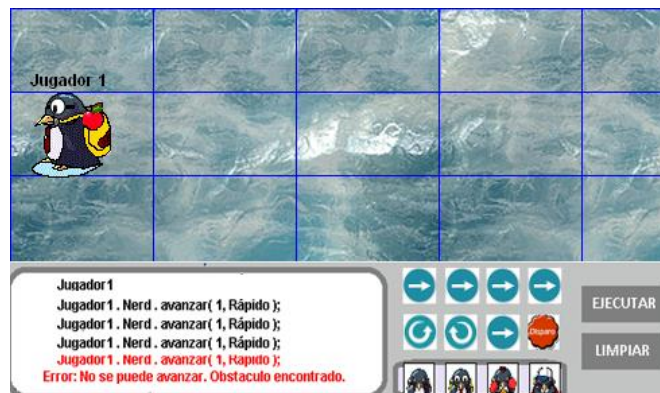 Jugador 1
Jugador1
Jugador1 . Nerd . avanzar( 1, Rápido );
Jugador1 . Nerd . avanzar( 1, Rápido );
Jugador1 . Nerd . avanzar( 1, Rápido );
Jugador1 . Nerd . avanzar( 1, Rapido );
Error: No se puede avanzar. Obstaculo encontrado.
Disparo
EJECUTAR
LIMPIAR